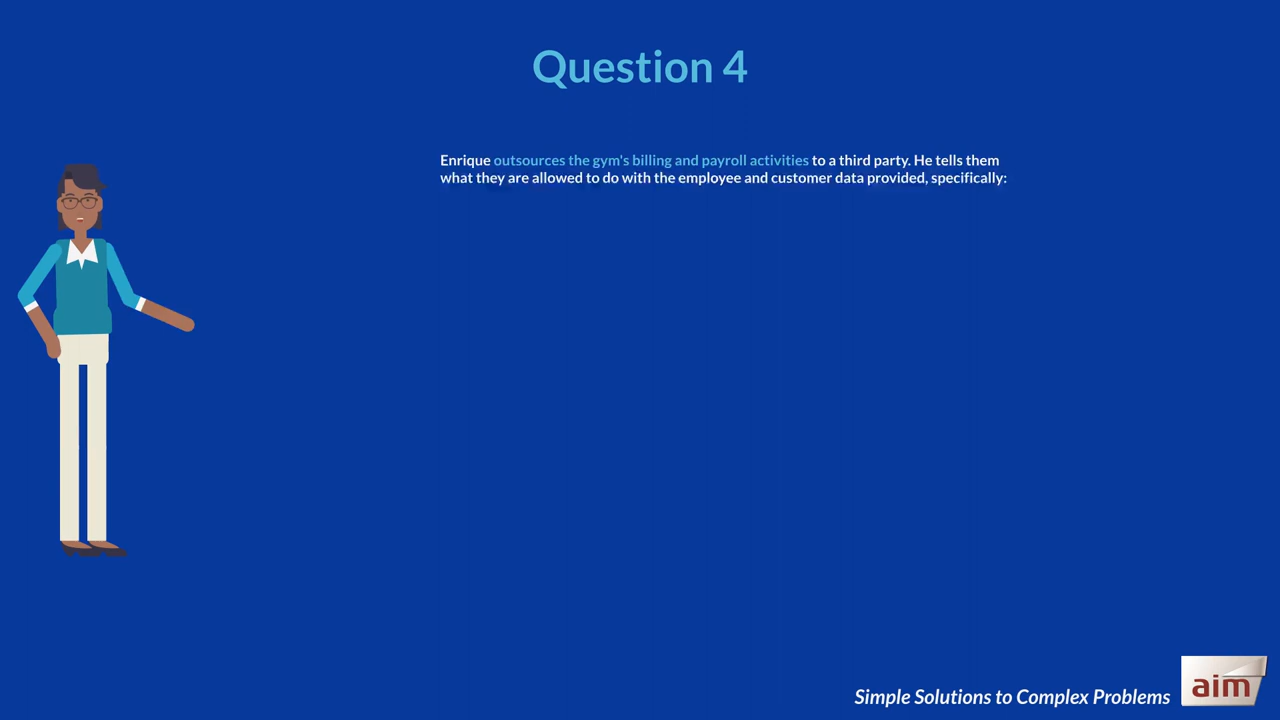 Question 4
Enrique outsources the gym's billing and payroll activities to a third party. He tells them
what they are allowed to do with the employee and customer data provided, specifically:
Simple Solutions to Complex Problems
aim